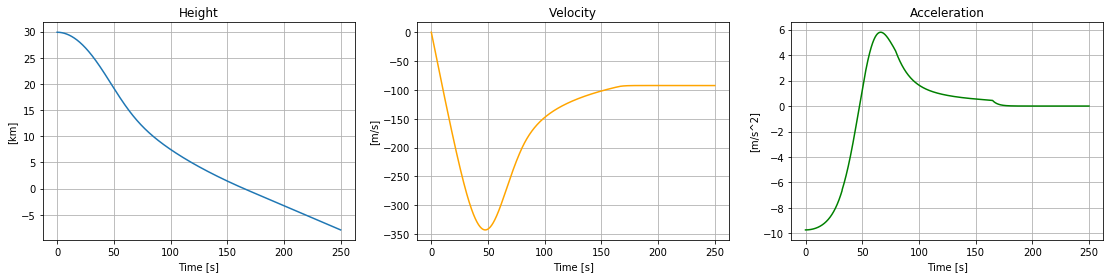 Height
30
25
20
15
10
5
0
−5
[km]
0 50 100 150 200 250
Time [s]
Velocity
0
−50
−100
−150
−200
−250
−300
−350
[m/s]
0 50 100 150 200 250
Time [s]
Acceleration
6
4
2
0
−2
−4
−6
−8
−10
[m/s^2]
0 50 100 150 200 250
Time [s]